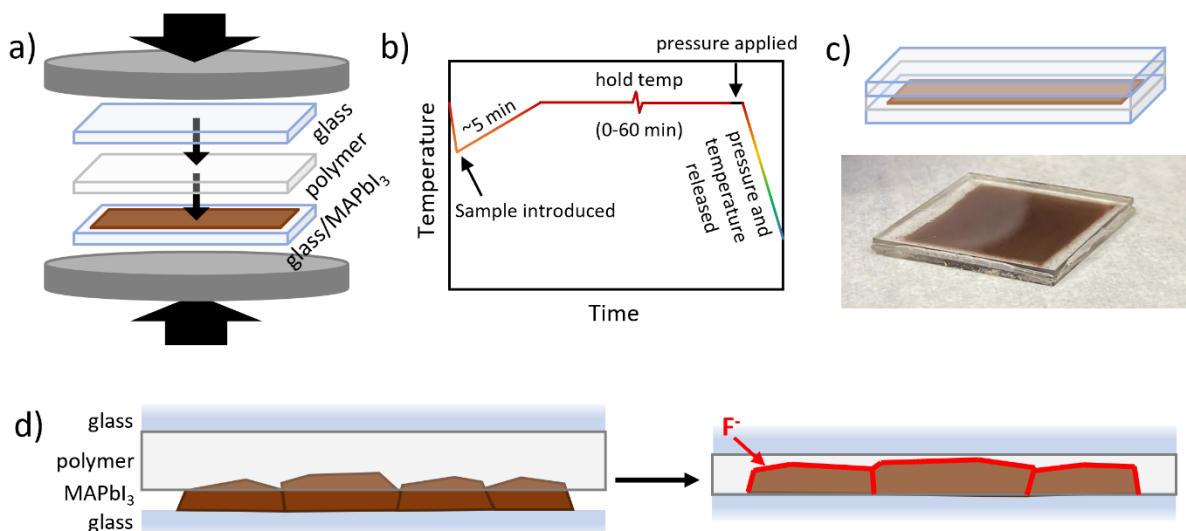 a)
glass
polymer
glass/MAPbI₃
b)
pressure applied
hold temp
~5 min
(0-60 min)
Sample introduced
pressure and
temperature
released
Temperature
Time
c)
d)
glass
polymer
MAPbI₃
glass
F⁻